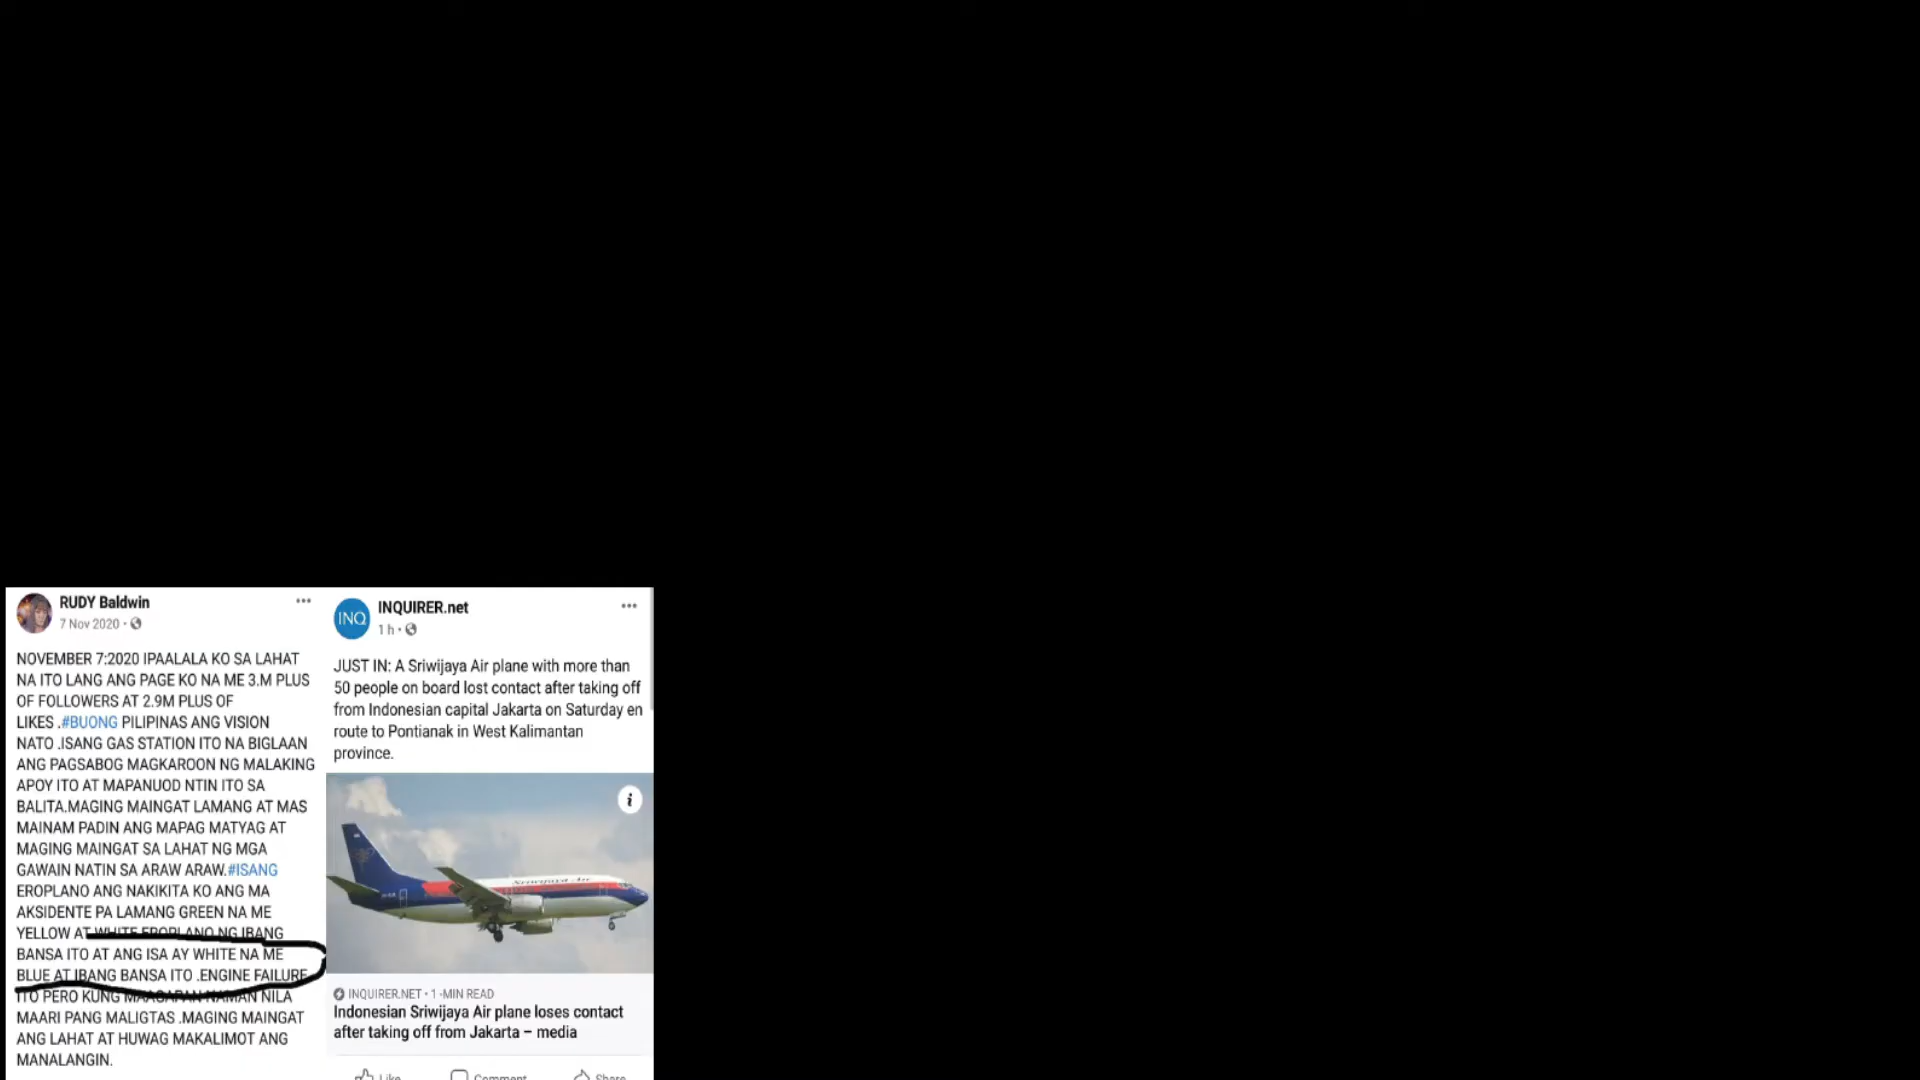 RUDY Baldwin
7 Nov 2020
NOVEMBER 7:2020 IPAALALA KO SA LAHAT
NA ITO LANG ANG PAGE KO NA ME 3.M PLUS
OF FOLLOWERS AT 2.9M PLUS OF
LIKES .#BUONG PILIPINAS ANG VISION
NATO .ISANG GAS STATION ITO NA BIGLAAN
ANG PAGSABOG MAGKAROON NG MALAKING
APOY ITO AT MAPANUOD NTIN ITO SA
BALITA.MAGING MAINGAT LAMANG AT MAS
MAINAM PADIN ANG MAPAG MATYAG AT
MAGING MAINGAT SA LAHAT NG MGA
GAWAIN NATIN SA ARAW ARAW.#ISANG
EROPLANO ANG NAKIKITA KO ANG MA
AKSIDENTE PA LAMANG GREEN NA ME
YELLOW AT WHITE EROPLANO NG IBANG
BANSA ITO AT ANG ISA AY WHITE NA ME
BLUE AT IBANG BANSA ITO .ENGINE FAILURE
ITO PERO KUNG MAAGAPAN NAMAN NILA
MAARI PANG MALIGTAS .MAGING MAINGAT
ANG LAHAT AT HUWAG MAKALIMOT ANG
MANALANGIN.
INQ
INQUIRER.net
1 h
JUST IN: A Sriwijaya Air plane with more than
50 people on board lost contact after taking off
from Indonesian capital Jakarta on Saturday en
route to Pontianak in West Kalimantan
province.
Sriwijaya Air
INQUIRER.NET • 1 -MIN READ
Indonesian Sriwijaya Air plane loses contact
after taking off from Jakarta – media
Like Comment Share